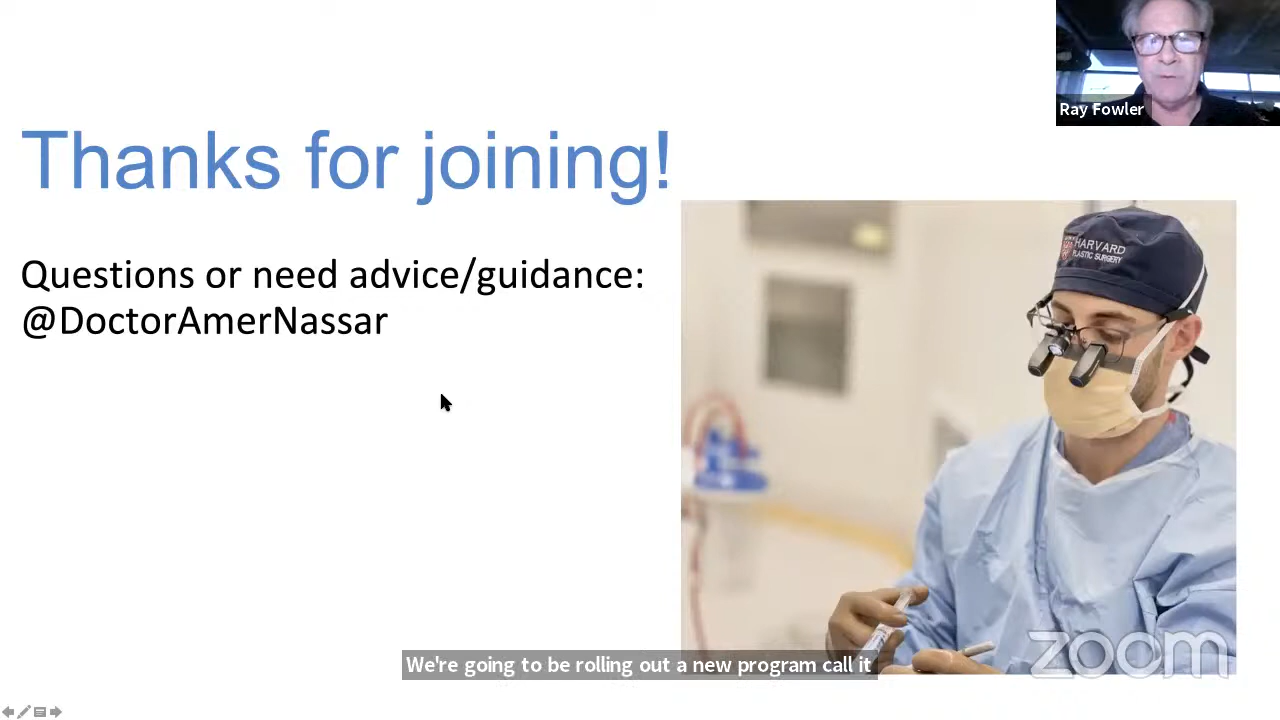 Ray Fowler
Thanks for joining!
HARVARD
PLASTIC SURGERY
Questions or need advice/guidance:
@DoctorAmerNassar
We're going to be rolling out a new program call it
zoom